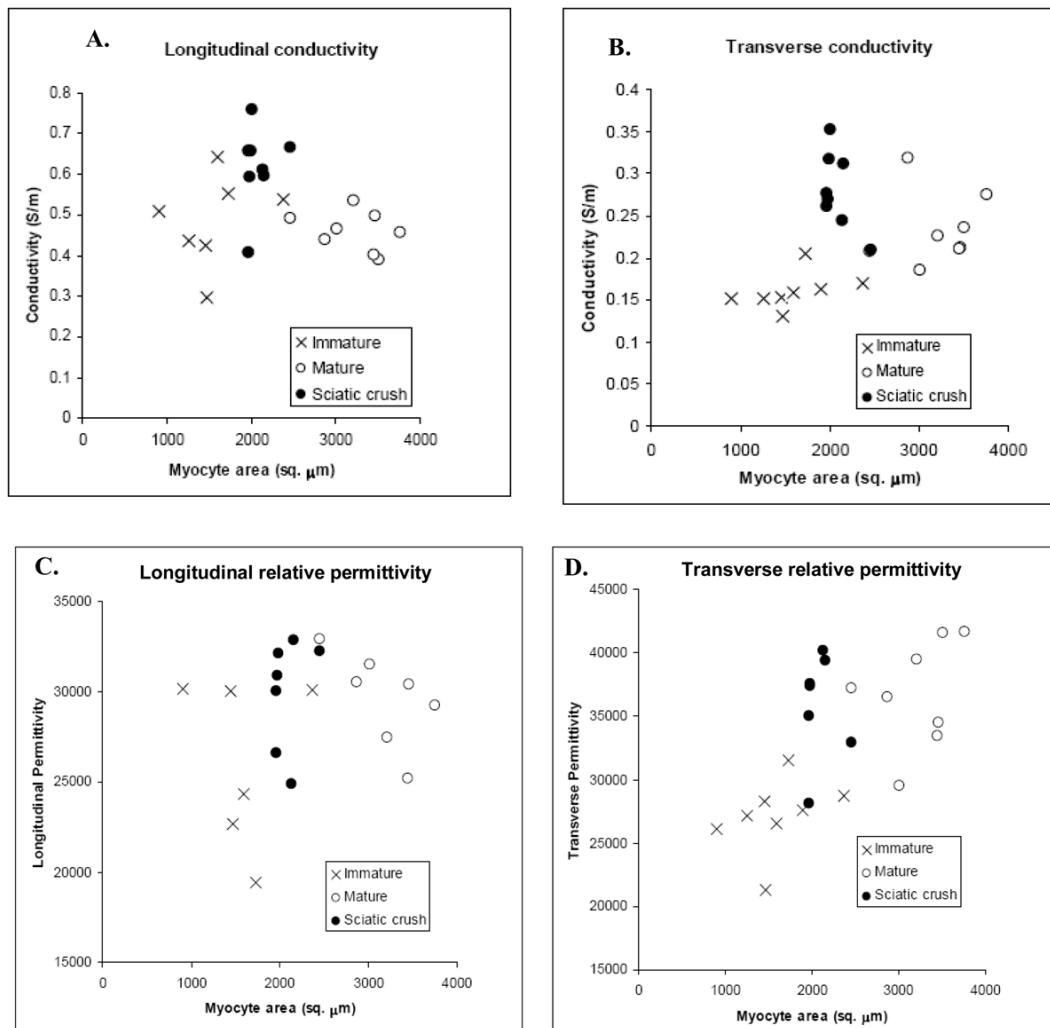 A.
Longitudinal conductivity
0.8
0.7
0.6
0.5
0.4
0.3
0.2
0.1
0
Conductivity (S/m)
Immature
Mature
Sciatic crush
0 1000 2000 3000 4000
Myocyte area (sq. μm)
B.
Transverse conductivity
0.4
0.35
0.3
0.25
0.2
0.15
0.1
0.05
0
Conductivity (S/m)
Immature
Mature
Sciatic crush
0 1000 2000 3000 4000
Myocyte area (sq. μm)
C.
Longitudinal relative permittivity
35000
30000
25000
20000
15000
Longitudinal Permittivity
Immature
Mature
Sciatic crush
0 1000 2000 3000 4000
Myocyte area (sq. μm)
D.
Transverse relative permittivity
45000
40000
35000
30000
25000
20000
15000
Transverse Permittivity
Immature
Mature
Sciatic crush
0 1000 2000 3000 4000
Myocyte area (sq. μm)